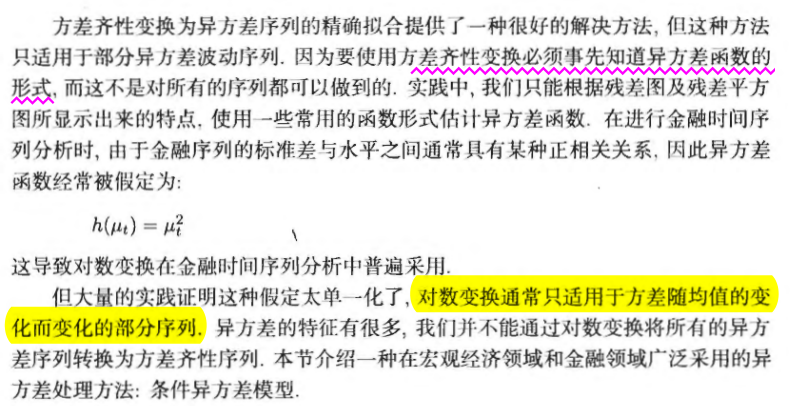 方差齐性变换为异方差序列的精确拟合提供了一种很好的解决方法, 但这种方法
只适用于部分异方差波动序列. 因为要使用方差齐性变换必须事先知道异方差函数的
形式, 而这不是对所有的序列都可以做到的. 实践中, 我们只能根据残差图及残差平方
图所显示出来的特点, 使用一些常用的函数形式估计异方差函数. 在进行金融时间序
列分析时, 由于金融序列的标准差与水平之间通常具有某种正相关关系, 因此异方差
函数经常被假定为:
h(μₜ) = μₜ²
这导致对数变换在金融时间序列分析中普遍采用.
但大量的实践证明这种假定太单一化了, 对数变换通常只适用于方差随均值的变
化而变化的部分序列. 异方差的特征有很多, 我们并不能通过对数变换将所有的异方
差序列转换为方差齐性序列. 本节介绍一种在宏观经济领域和金融领域广泛采用的异
方差处理方法: 条件异方差模型.